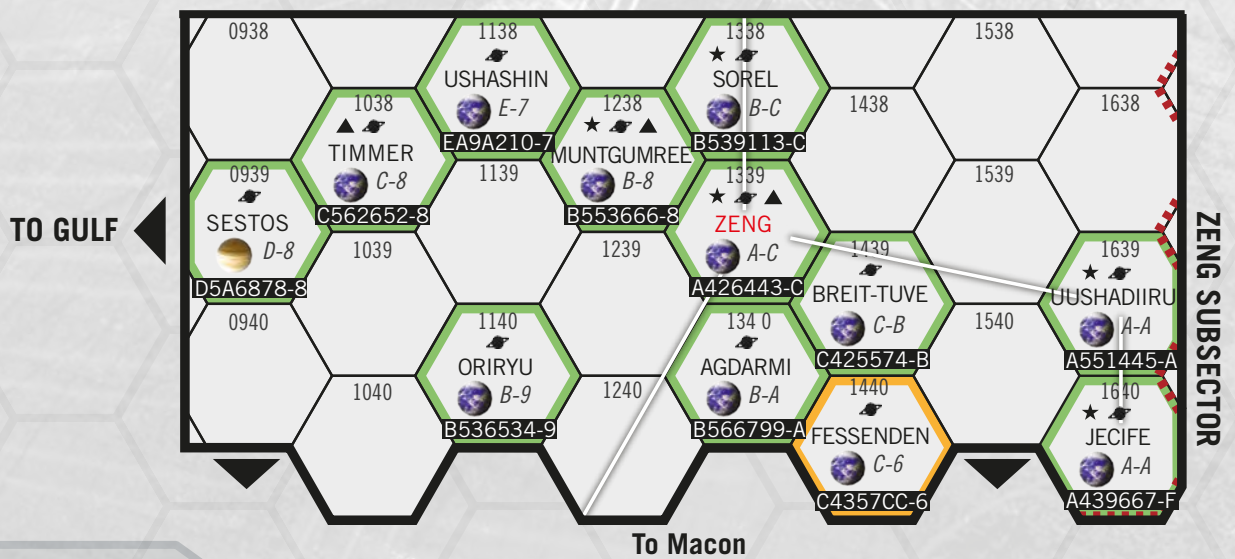 0938
1138
1338
1538
USHASHIN
SOREL
E-7
B-C
EA9A210-7
B539113-C
1038
1238
1438
1638
TIMMER
MUNTGUMREE
C-8
B-8
C562652-8
B553666-8
0939
1139
1339
1539
SESTOS
ZENG
D-8
A-C
D5A6878-8
A426443-C
TO GULF
1039
1239
1439
1639
BREIT-TUVE
UUSHADIIRU
C-B
A-A
C425574-B
A551445-A
0940
1140
134 0
1540
ORIRYU
AGDARMI
B-9
B-A
B536534-9
B566799-A
1040
1240
1440
1640
FESSENDEN
JECIFE
C-6
A-A
C4357CC-6
A439667-F
ZENG SUBSECTOR
To Macon